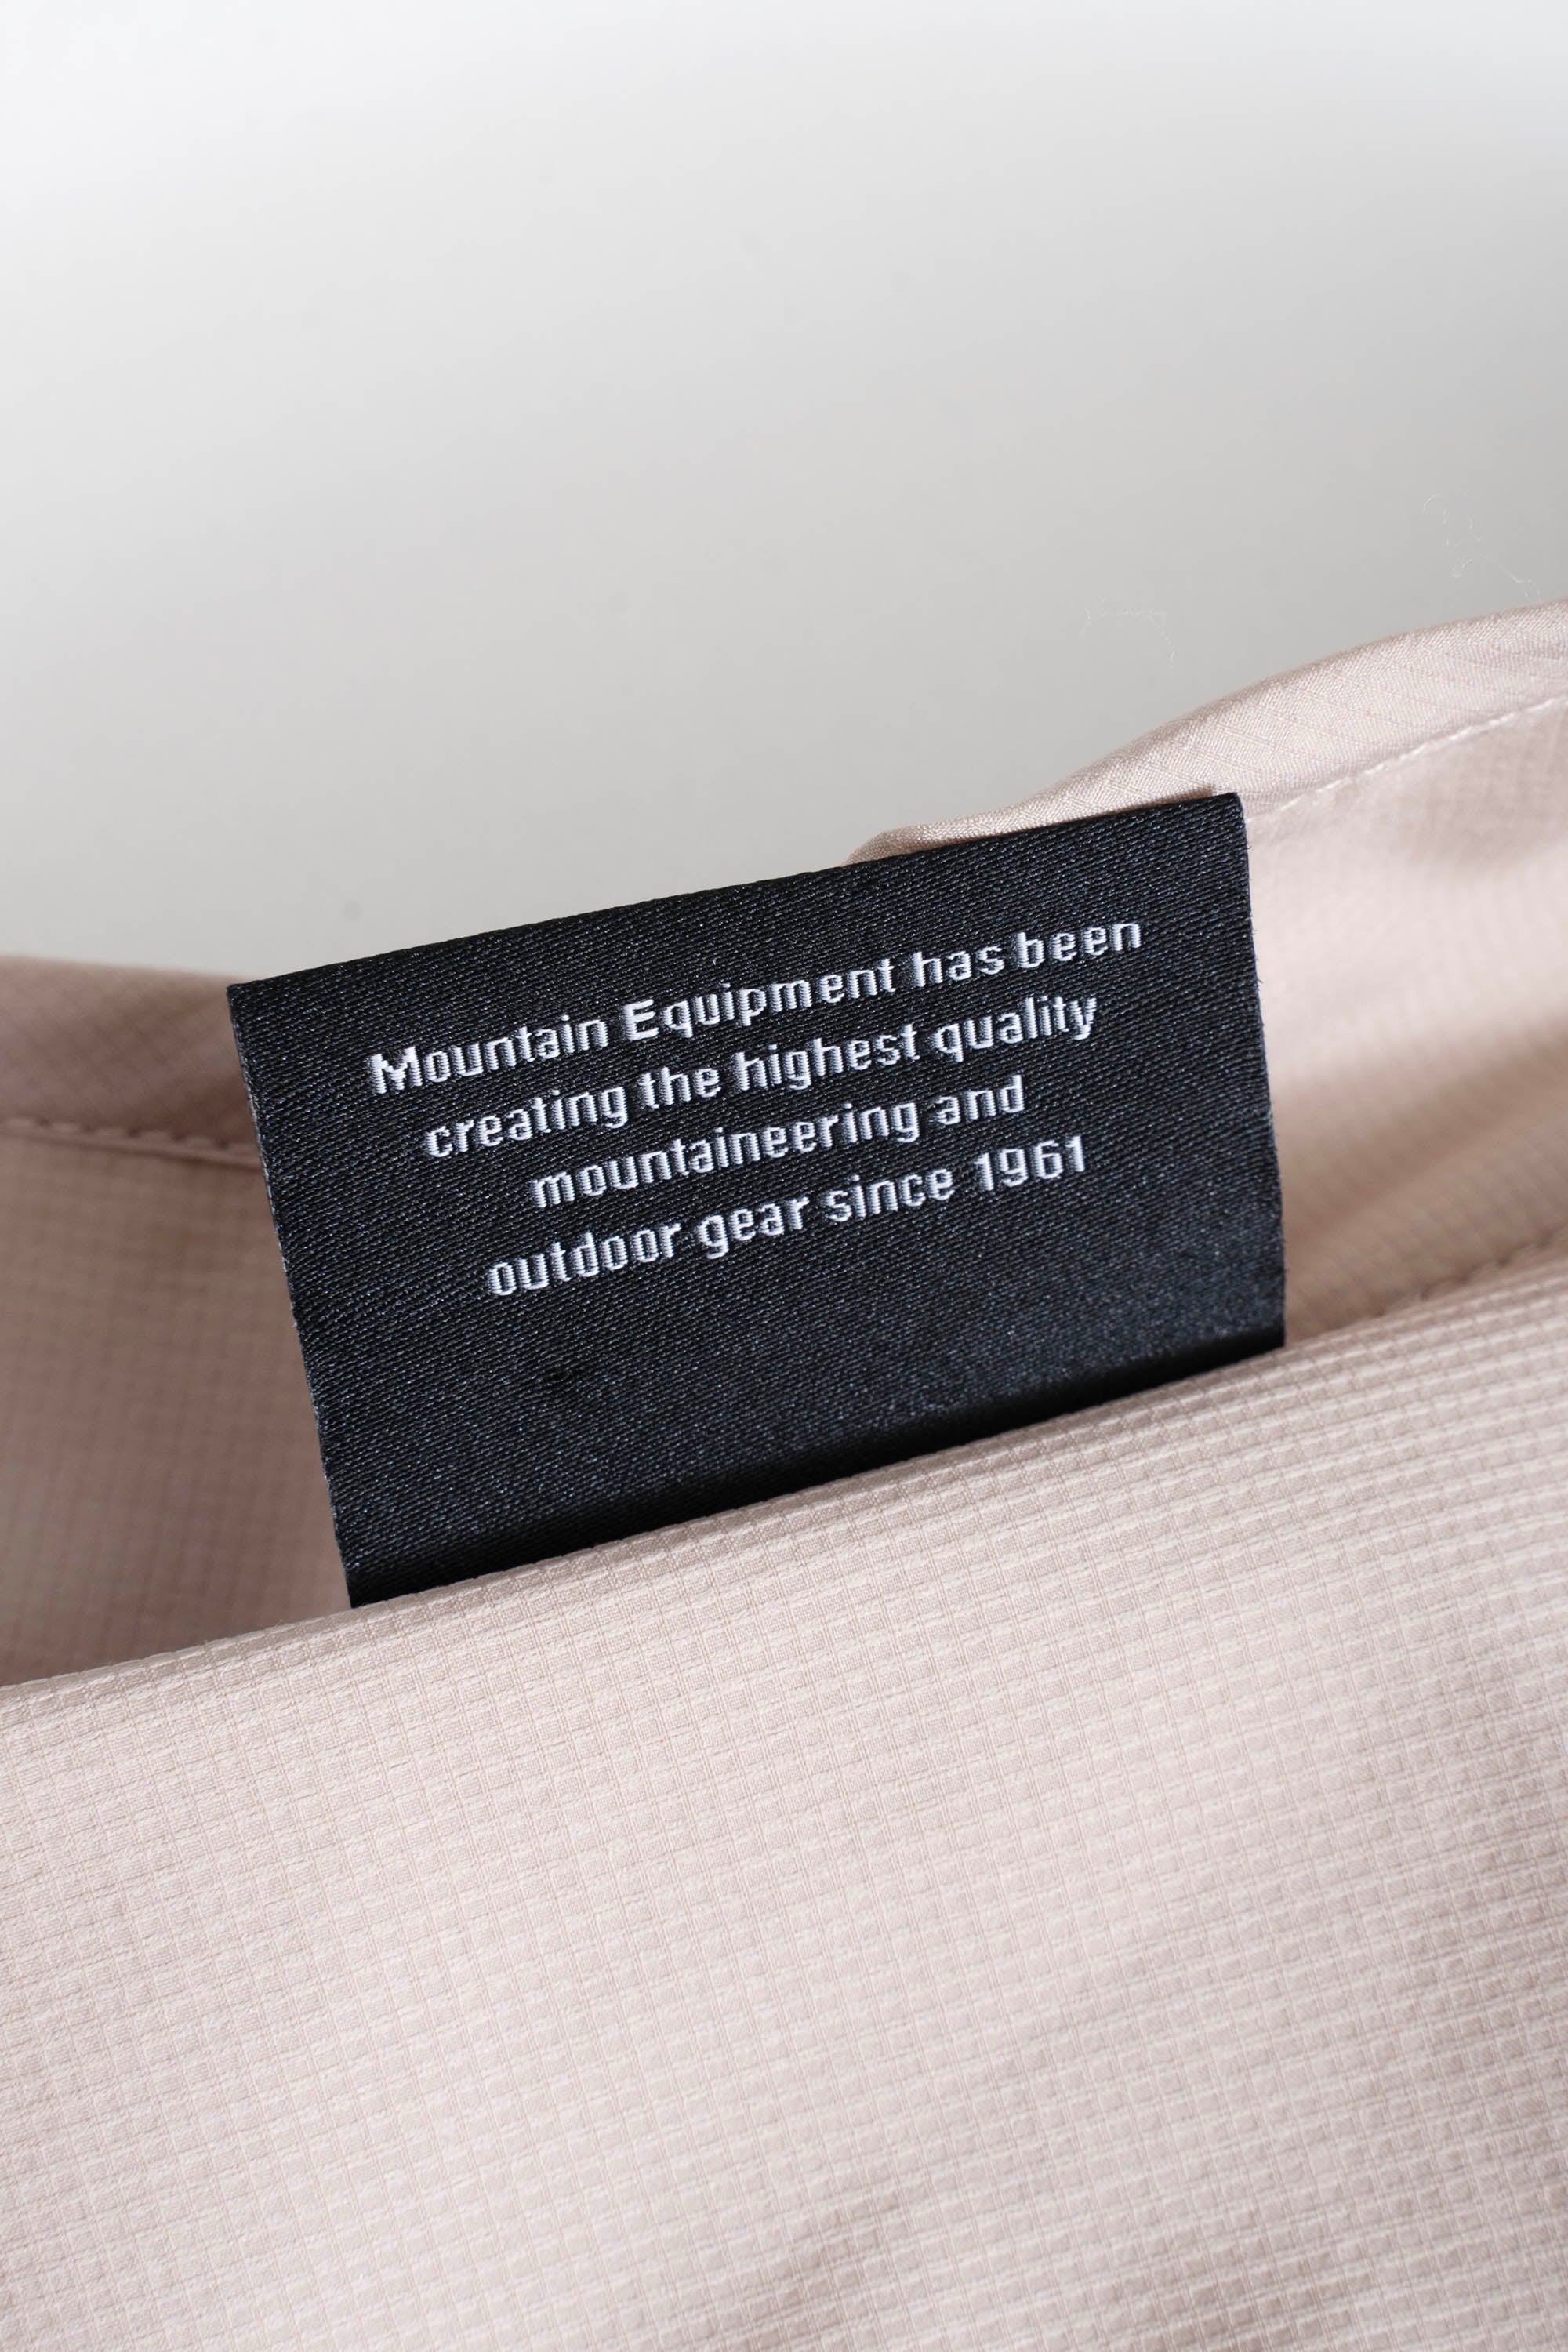 Mountain Equipment has been
creating the highest quality
mountaineering and
outdoor gear since 1961